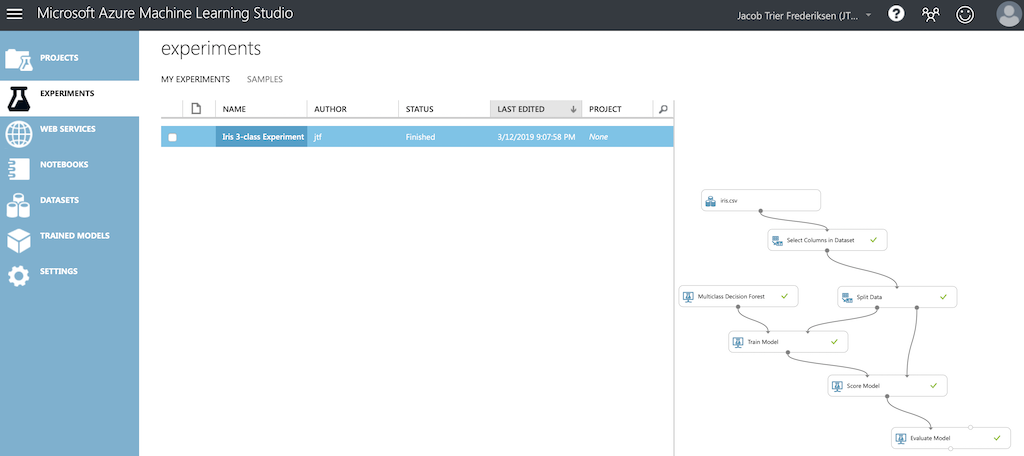 Microsoft Azure Machine Learning Studio
Jacob Trier Frederiksen (JT...
?
PROJECTS
EXPERIMENTS
WEB SERVICES
NOTEBOOKS
DATASETS
TRAINED MODELS
SETTINGS
experiments
MY EXPERIMENTS SAMPLES
NAME AUTHOR STATUS LAST EDITED PROJECT
Iris 3-class Experiment jtf Finished 3/12/2019 9:07:58 PM None
iris.csv
Select Columns in Dataset
Multiclass Decision Forest
Split Data
Train Model
Score Model
Evaluate Model